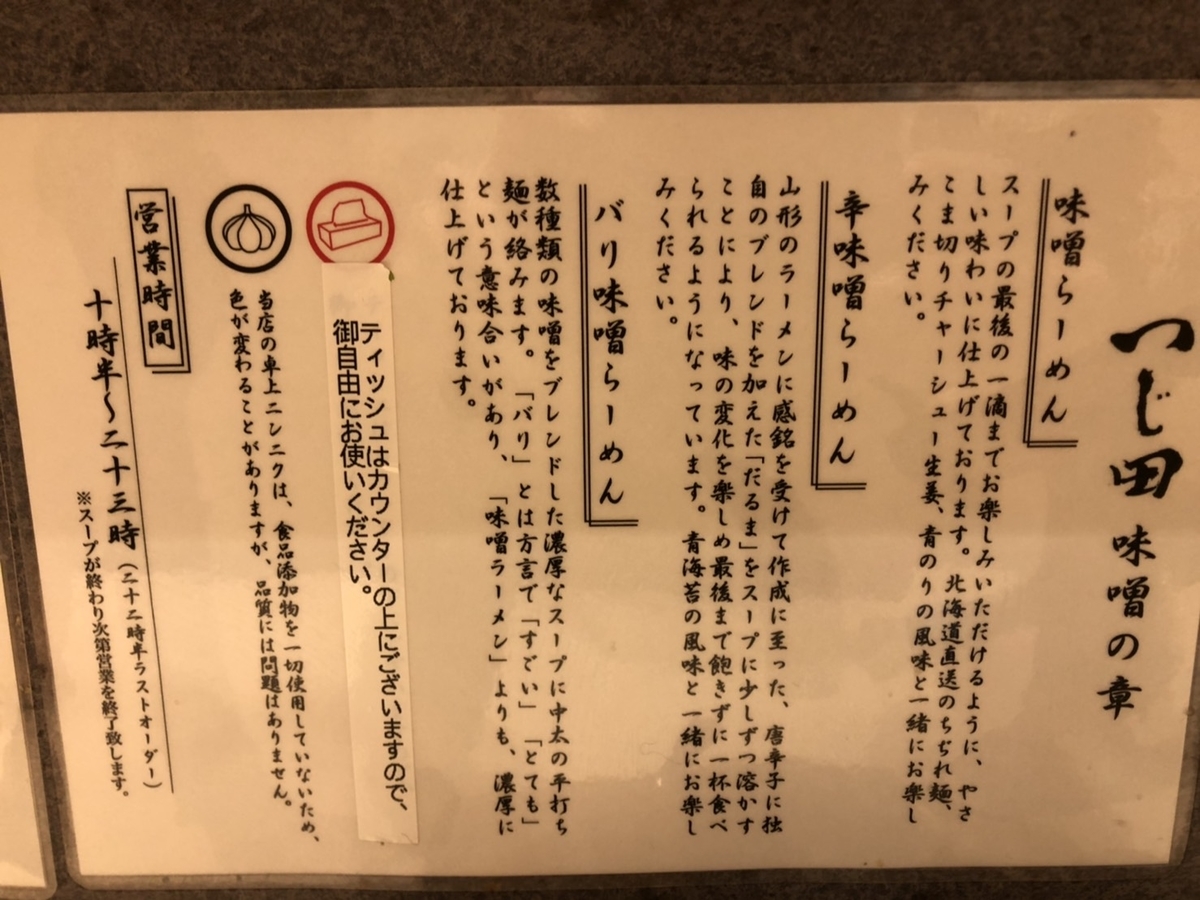 つじ田 味噌の章
味噌らーめん
スープの最後の一滴までお楽しみいただけるように、やさ
しい味わいに仕上げております。北海道直送のちぢれ麺、
こま切りチャーシュー生姜、青のりの風味と一緒にお楽し
みください。
辛味噌らーめん
山形のラーメンに感銘を受けて作成に至った、唐辛子に独
自のブレンドを加えた「だるま」をスープに少しずつ溶かす
ことにより、味の変化を楽しめ最後まで飽きずに一杯食べ
られるようになっています。青海苔の風味と一緒にお楽し
みください。
バリ味噌らーめん
数種類の味噌をブレンドした濃厚なスープに中太の平打ち
麺が絡みます。「バリ」とは方言で「すごい」「とても」
という意味合いがあり、「味噌ラーメン」よりも、濃厚に
仕上げております。
ティッシュはカウンターの上にございますので、
御自由にお使いください。
当店の卓上ニンニクは、食品添加物を一切使用していないため、
色が変わることがありますが、品質には問題はありません。
営業時間
十時半〜二十三時（二十二時半ラストオーダー）
※スープが終わり次第営業を終了致します。